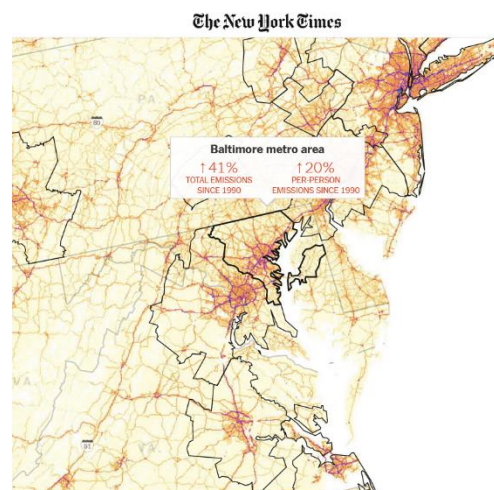 The New York Times
PA.
80
Baltimore metro area
↑41%
TOTAL EMISSIONS
SINCE 1990
↑20%
PER-PERSON
EMISSIONS SINCE 1990
VA.
81